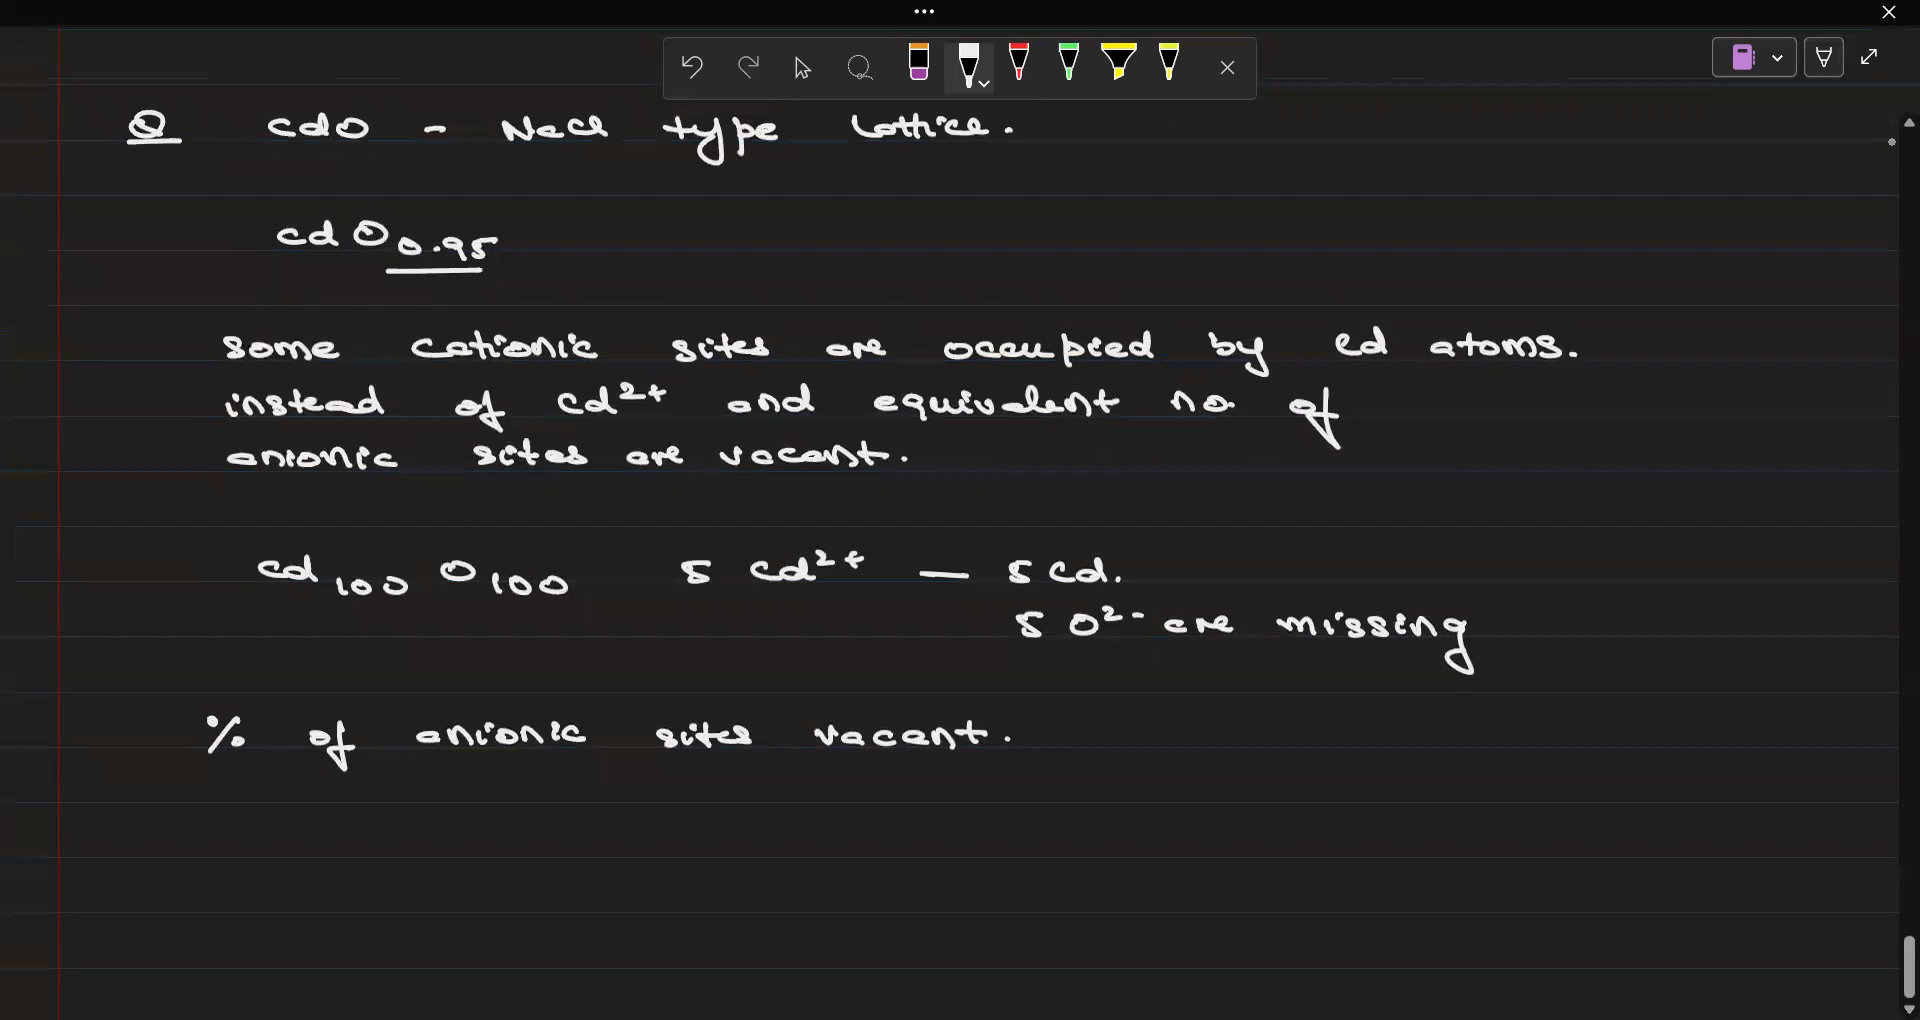 Q cdO - NaCl type lattice.
cd O0.95
some cationic sites are occupied by cd atoms.
instead of cd2+ and equivalent no. of
anionic sites are vacant.
cd100 O100 5 cd2+ — 5 cd.
5 O2- are missing
% of anionic sites vacant.